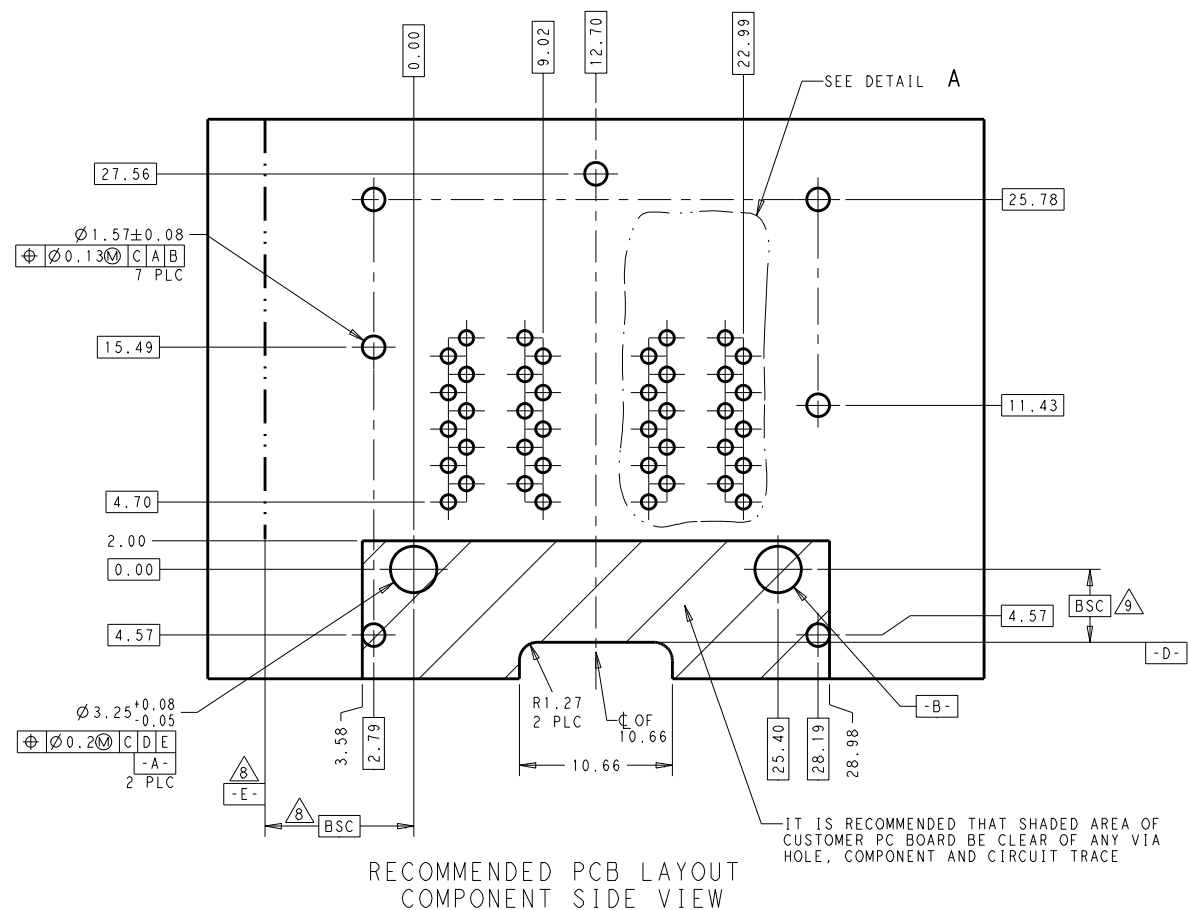 0.00
9.02
12.70
22.99
SEE DETAIL A
27.56
25.78
Ø1.57±0.08
⌖ Ø0.13Ⓜ C A B
7 PLC
15.49
11.43
4.70
2.00
0.00
BSC 9
4.57
4.57
-D-
Ø3.25 +0.08 -0.05
⌖ Ø0.2Ⓜ C D E
-A-
2 PLC
3.58
2.79
R1.27
2 PLC
℄ OF
10.66
10.66
-B-
25.40
28.19
28.98
8
-E-
8
BSC
IT IS RECOMMENDED THAT SHADED AREA OF
CUSTOMER PC BOARD BE CLEAR OF ANY VIA
HOLE, COMPONENT AND CIRCUIT TRACE
RECOMMENDED PCB LAYOUT
COMPONENT SIDE VIEW